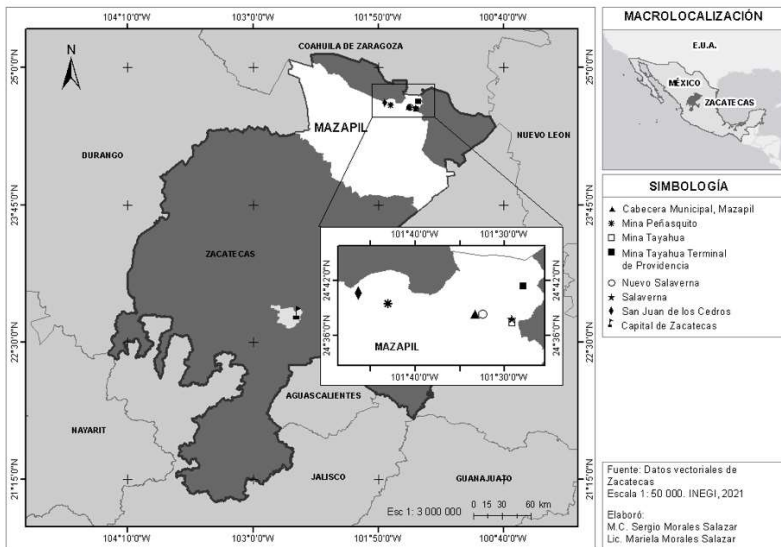 104°10'0"W
103°0'0"W
101°50'0"W
100°40'0"W
25°0'0"N
23°45'0"N
22°30'0"N
21°15'0"N
25°0'0"N
23°45'0"N
22°30'0"N
21°15'0"N
N
COAHUILA DE ZARAGOZA
MAZAPIL
DURANGO
NUEVO LEON
ZACATECAS
101°40'0"W
101°30'0"W
24°42'0"N
24°36'0"N
24°42'0"N
24°36'0"N
MAZAPIL
101°40'0"W
101°30'0"W
AGUASCALIENTES
NAYARIT
JALISCO
GUANAJUATO
Esc 1: 3 000 000
0 15 30 60 km
104°10'0"W
103°0'0"W
101°50'0"W
100°40'0"W
MACROLOCALIZACIÓN
E.U.A.
MÉXICO
ZACATECAS
SIMBOLOGÍA
Cabecera Municipal, Mazapil
Mina Peñasquito
Mina Tayahua
Mina Tayahua Terminal
de Providencia
Nuevo Salaverna
Salaverna
San Juan de los Cedros
Capital de Zacatecas
Fuente: Datos vectoriales de
Zacatecas
Escala 1: 50 000. INEGI, 2021
Elaboró:
M.C. Sergio Morales Salazar
Lic. Mariela Morales Salazar